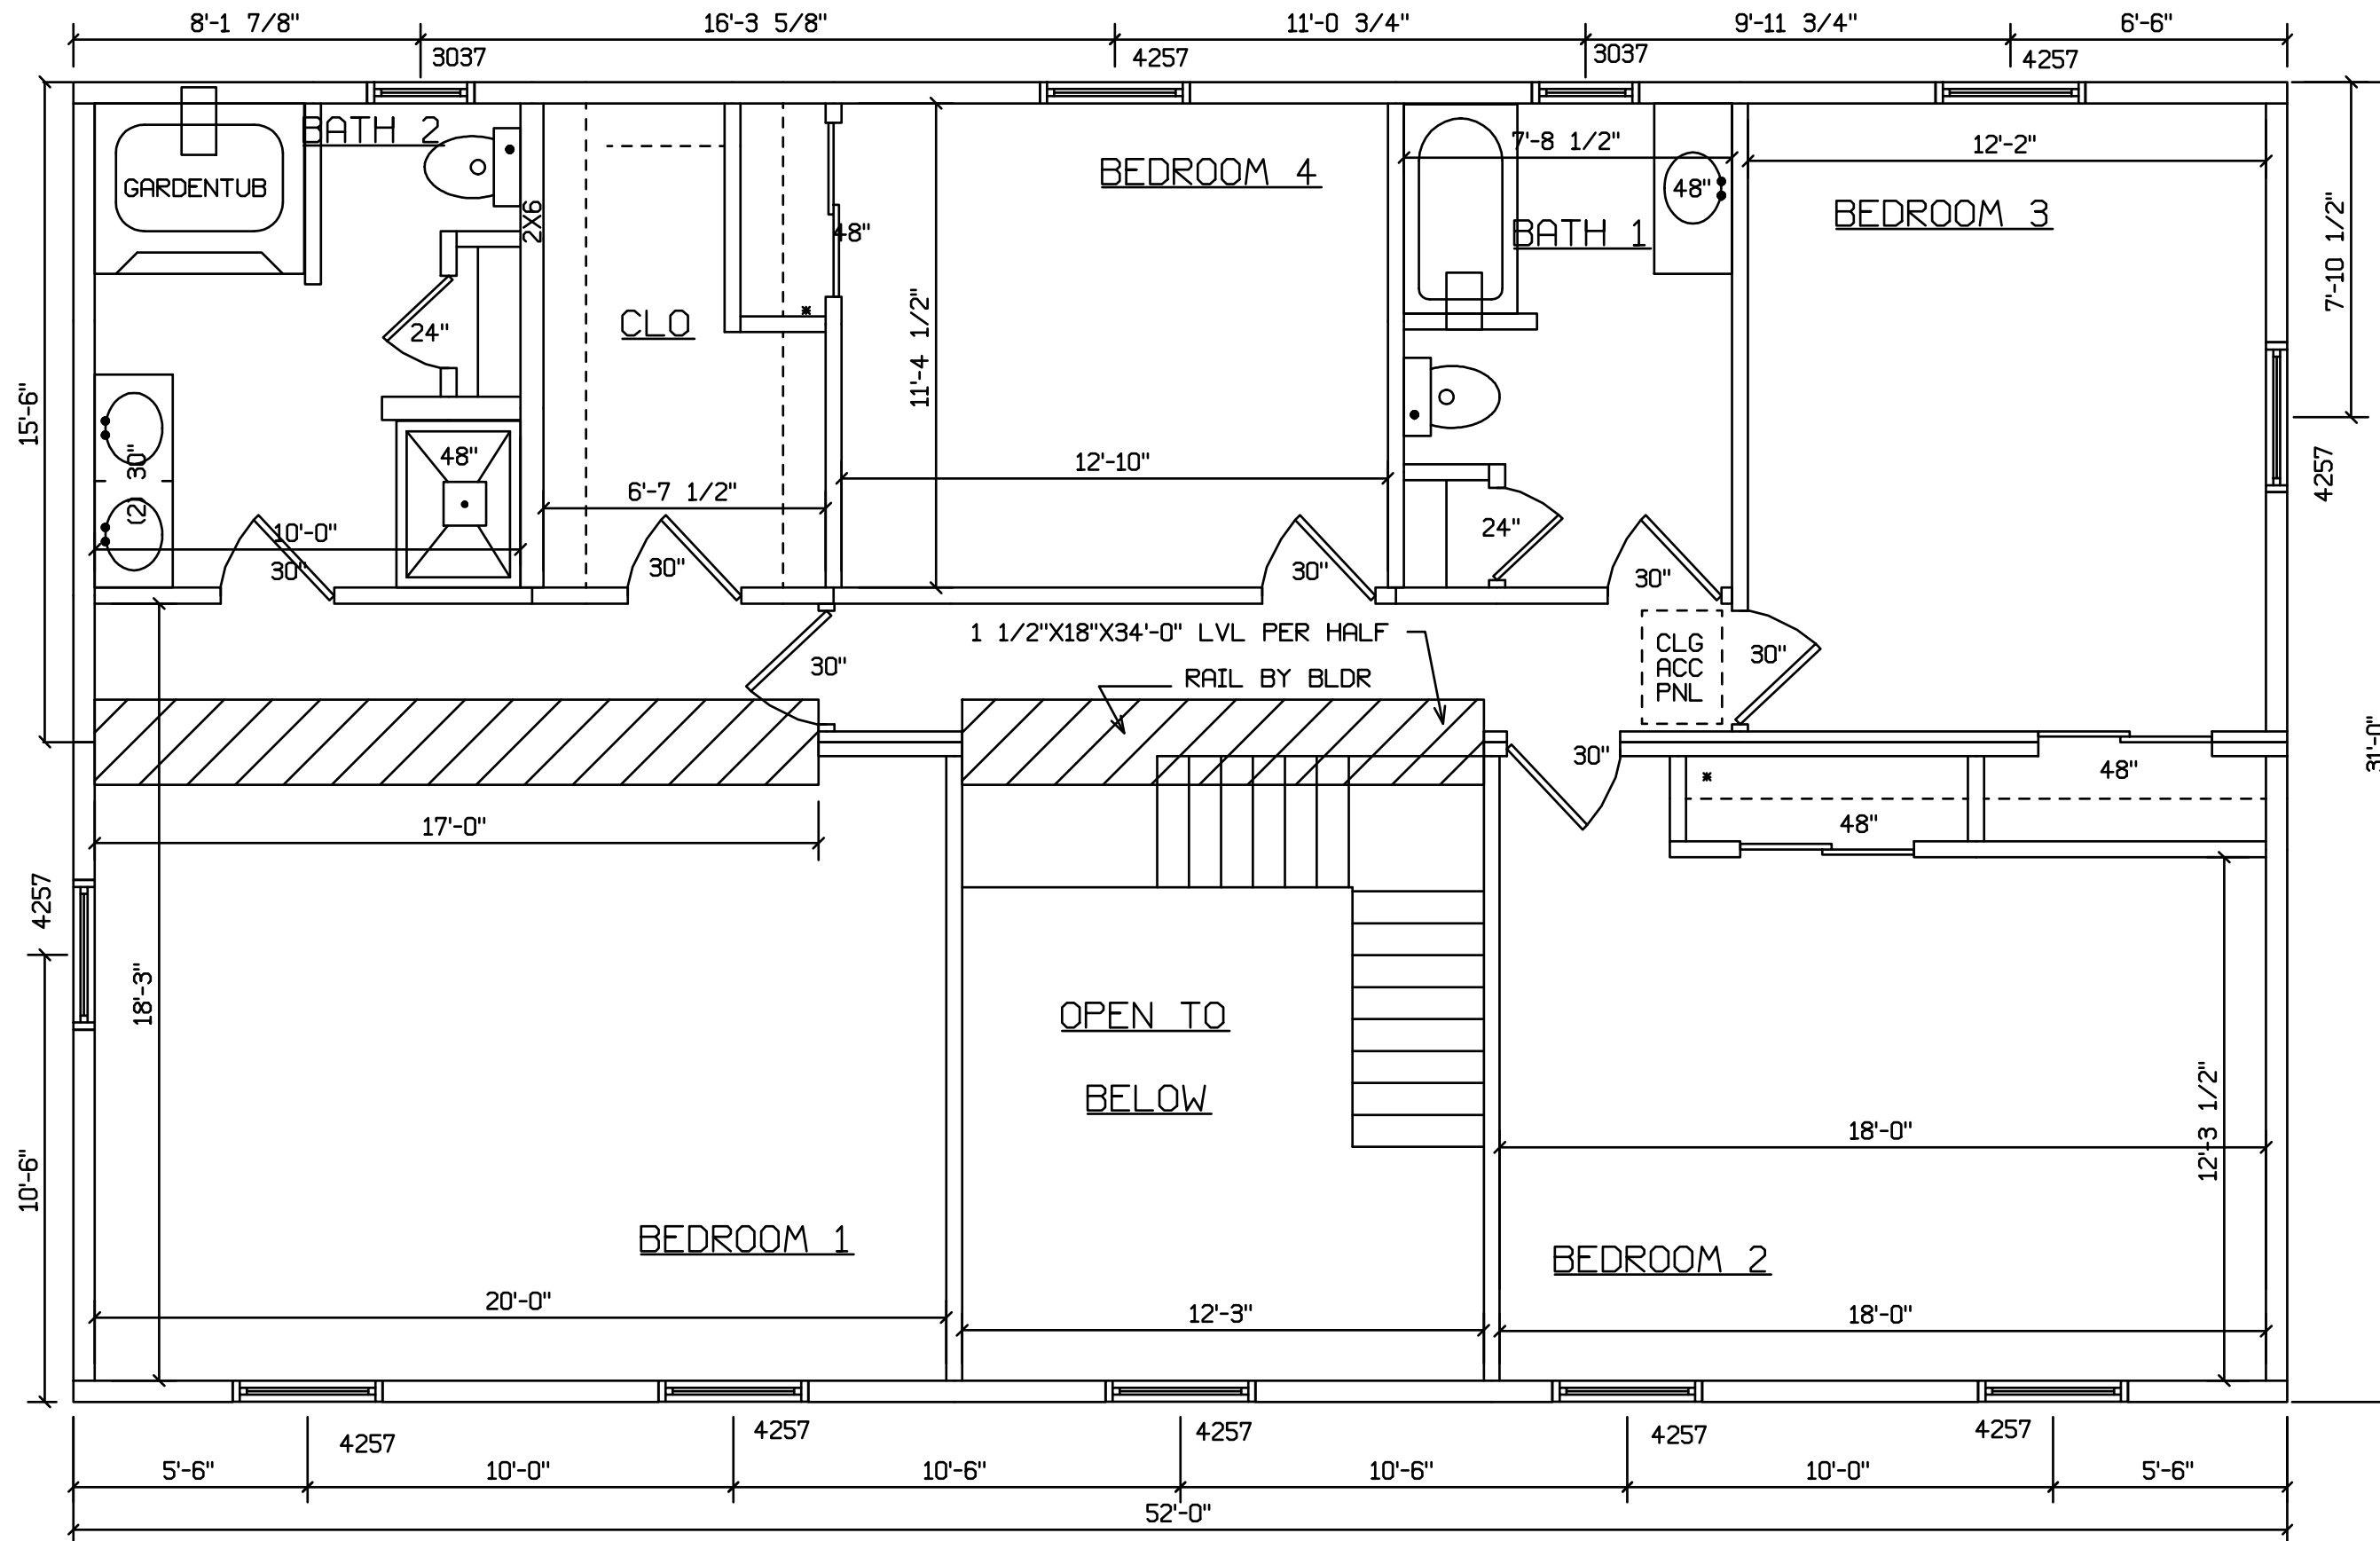 8'-1 7/8" 16'-3 5/8" 11'-0 3/4" 9'-11 3/4" 6'-6"
3037 4257 3037 4257
BATH 2
GARDENTUB
2X6
24"
48"
(2) 30"
10'-0"
30"
15'-6"
CLO
6'-7 1/2"
30"
48"
*
BEDROOM 4
11'-4 1/2"
12'-10"
30"
7'-8 1/2"
48"
BATH 1
24"
30"
12'-2"
BEDROOM 3
7'-10 1/2"
4257
30"
1 1/2"X18"X34'-0" LVL PER HALF
RAIL BY BLDR
CLG
ACC
PNL
30"
30"
*
48"
48"
31'-0"
17'-0"
4257
18'-3"
10'-6"
BEDROOM 1
20'-0"
OPEN TO
BELOW
12'-3"
18'-0"
12'-3 1/2"
BEDROOM 2
18'-0"
4257 4257 4257 4257 4257
5'-6" 10'-0" 10'-6" 10'-6" 10'-0" 5'-6"
52'-0"